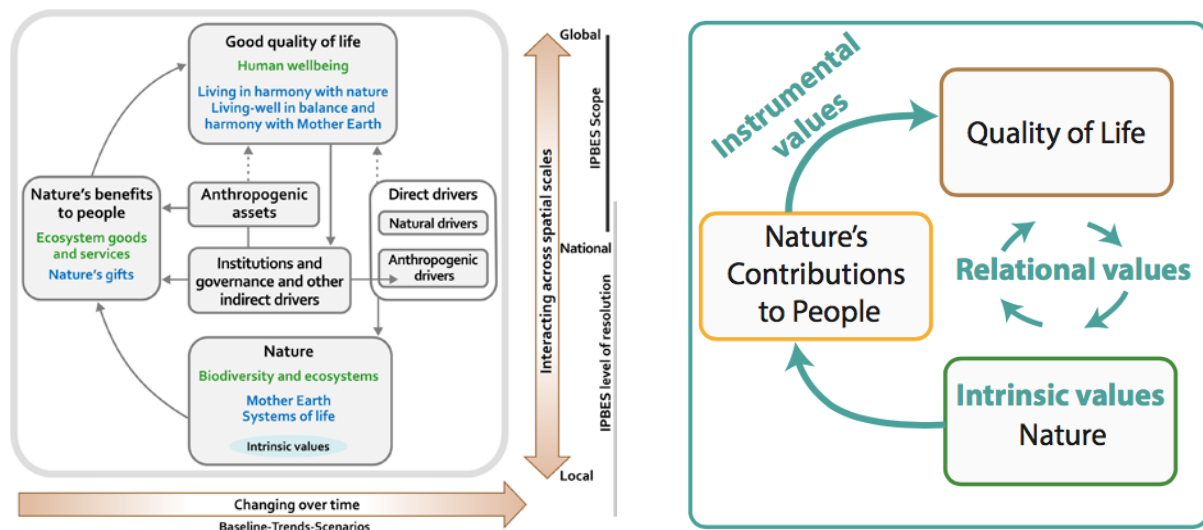 Good quality of life
Human wellbeing
Living in harmony with nature
Living-well in balance and
harmony with Mother Earth
Nature's benefits
to people
Ecosystem goods
and services
Nature's gifts
Anthropogenic
assets
Institutions and
governance and other
indirect drivers
Direct drivers
Natural drivers
Anthropogenic
drivers
Nature
Biodiversity and ecosystems
Mother Earth
Systems of life
Intrinsic values
Changing over time
Baseline-Trends-Scenarios
Interacting across spatial scales
Global
IPBES Scope
National
IPBES level of resolution
Local
Instrumental
values
Quality of Life
Nature's
Contributions
to People
Relational values
Intrinsic values
Nature